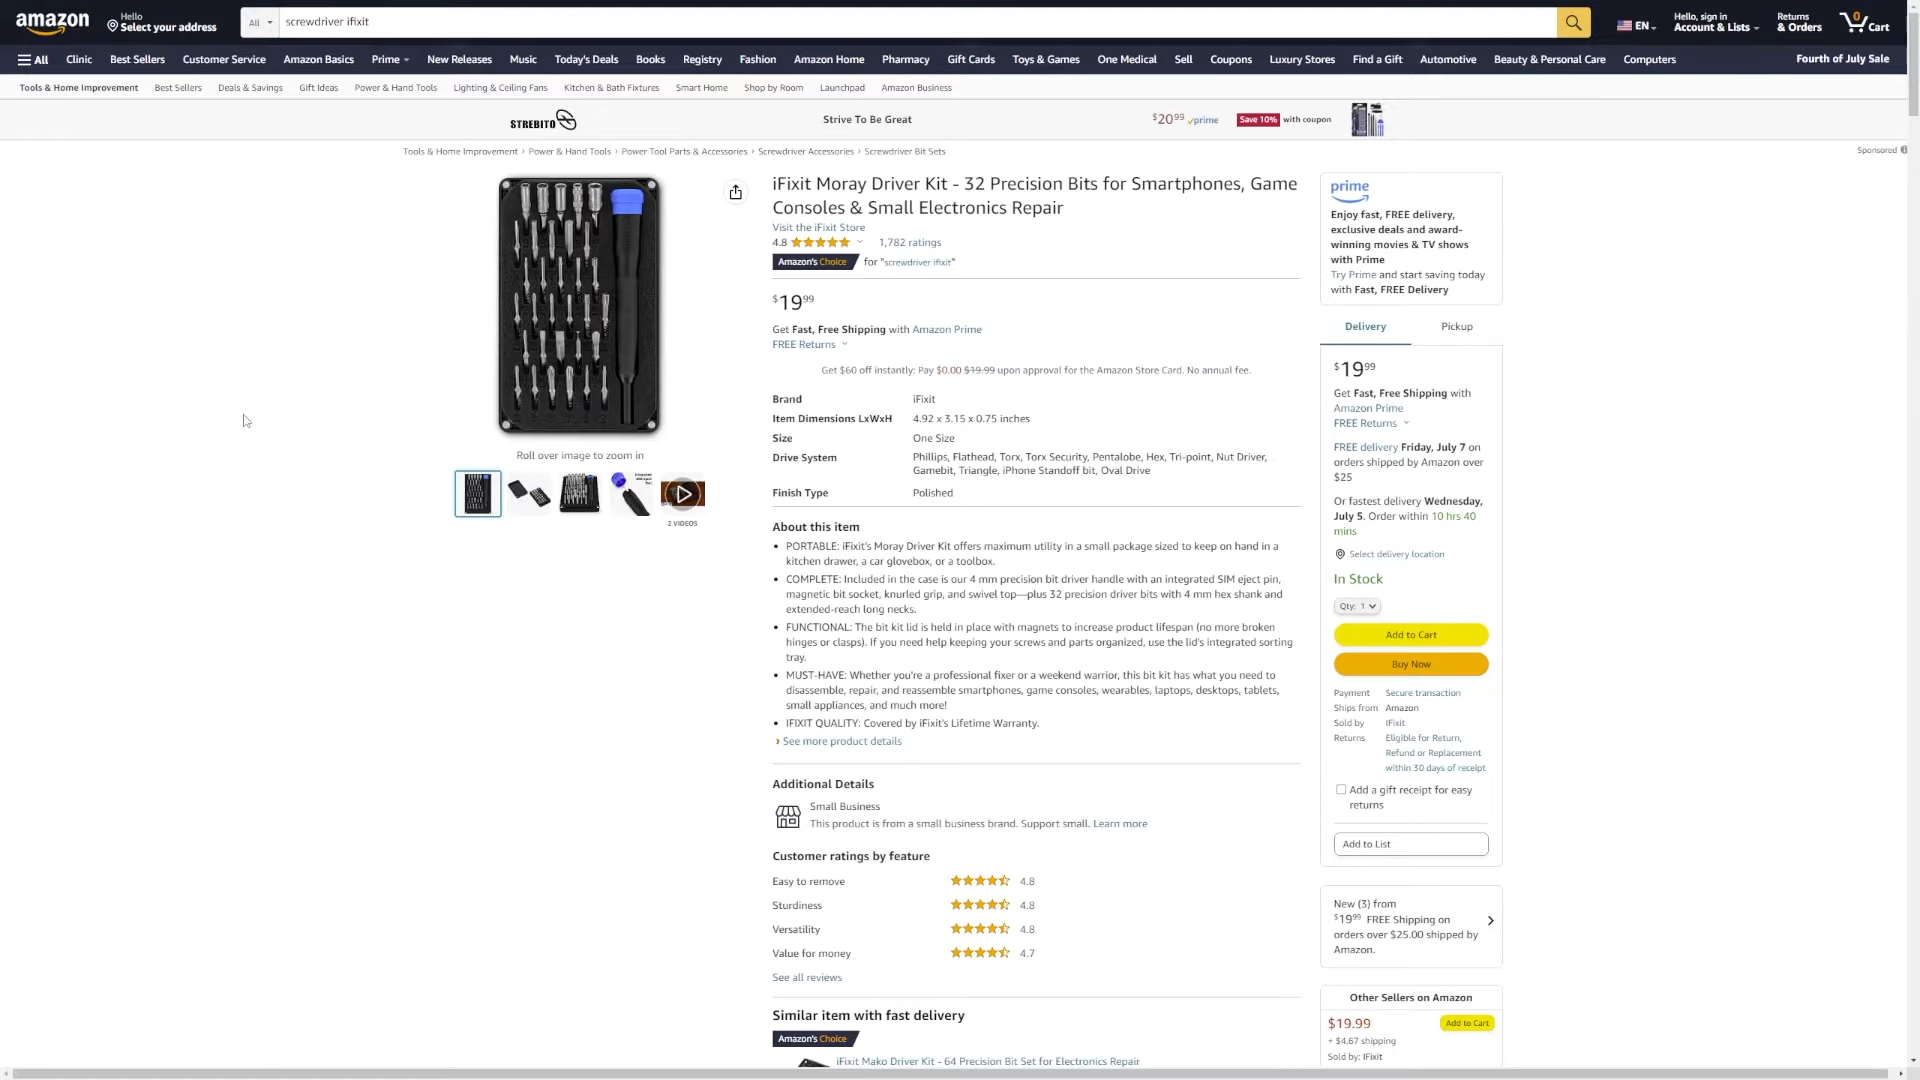 amazon
Hello
Select your address
All
screwdriver ifixit
EN
Hello, sign in
Account & Lists
Returns
& Orders
0
Cart
All
Clinic
Best Sellers
Customer Service
Amazon Basics
Prime
New Releases
Music
Today's Deals
Books
Registry
Fashion
Amazon Home
Pharmacy
Gift Cards
Toys & Games
One Medical
Sell
Coupons
Luxury Stores
Find a Gift
Automotive
Beauty & Personal Care
Computers
Fourth of July Sale
Tools & Home Improvement
Best Sellers
Deals & Savings
Gift Ideas
Power & Hand Tools
Lighting & Ceiling Fans
Kitchen & Bath Fixtures
Smart Home
Shop by Room
Launchpad
Amazon Business
STREBITO
Strive To Be Great
$20.99 prime
Save 10% with coupon
Sponsored
Tools & Home Improvement › Power & Hand Tools › Power Tool Parts & Accessories › Screwdriver Accessories › Screwdriver Bit Sets
Roll over image to zoom in
2 VIDEOS
iFixit Moray Driver Kit - 32 Precision Bits for Smartphones, Game
Consoles & Small Electronics Repair
Visit the iFixit Store
4.8
1,782 ratings
Amazon's Choice for "screwdriver ifixit"
$19 99
Get Fast, Free Shipping with Amazon Prime
FREE Returns
Get $60 off instantly: Pay $0.00 $19.99 upon approval for the Amazon Store Card. No annual fee.
Brand iFixit
Item Dimensions LxWxH 4.92 x 3.15 x 0.75 inches
Size One Size
Drive System Phillips, Flathead, Torx, Torx Security, Pentalobe, Hex, Tri-point, Nut Driver,
Gamebit, Triangle, iPhone Standoff bit, Oval Drive
Finish Type Polished
About this item
• PORTABLE: iFixit's Moray Driver Kit offers maximum utility in a small package sized to keep on hand in a
kitchen drawer, a car glovebox, or a toolbox.
• COMPLETE: Included in the case is our 4 mm precision bit driver handle with an integrated SIM eject pin,
magnetic bit socket, knurled grip, and swivel top—plus 32 precision driver bits with 4 mm hex shank and
extended-reach long necks.
• FUNCTIONAL: The bit kit lid is held in place with magnets to increase product lifespan (no more broken
hinges or clasps). If you need help keeping your screws and parts organized, use the lid's integrated sorting
tray.
• MUST-HAVE: Whether you're a professional fixer or a weekend warrior, this bit kit has what you need to
disassemble, repair, and reassemble smartphones, game consoles, wearables, laptops, desktops, tablets,
small appliances, and much more!
• IFIXIT QUALITY: Covered by iFixit's Lifetime Warranty.
› See more product details
Additional Details
Small Business
This product is from a small business brand. Support small. Learn more
Customer ratings by feature
Easy to remove 4.8
Sturdiness 4.8
Versatility 4.8
Value for money 4.7
See all reviews
Similar item with fast delivery
Amazon's Choice
iFixit Mako Driver Kit - 64 Precision Bit Set for Electronics Repair
prime
Enjoy fast, FREE delivery,
exclusive deals and award-
winning movies & TV shows
with Prime
Try Prime and start saving today
with Fast, FREE Delivery
Delivery
Pickup
$19 99
Get Fast, Free Shipping with
Amazon Prime
FREE Returns
FREE delivery Friday, July 7 on
orders shipped by Amazon over
$25
Or fastest delivery Wednesday,
July 5. Order within 10 hrs 40
mins
Select delivery location
In Stock
Qty: 1
Add to Cart
Buy Now
Payment Secure transaction
Ships from Amazon
Sold by IFixit
Returns Eligible for Return,
Refund or Replacement
within 30 days of receipt
Add a gift receipt for easy
returns
Add to List
New (3) from
$19 99 FREE Shipping on
orders over $25.00 shipped by
Amazon.
Other Sellers on Amazon
$19.99
Add to Cart
+ $4.67 shipping
Sold by: IFixit